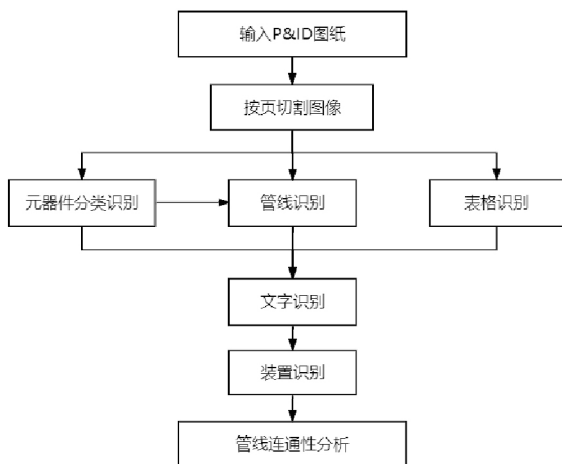 输入P&ID图纸
按页切割图像
元器件分类识别
管线识别
表格识别
文字识别
装置识别
管线连通性分析